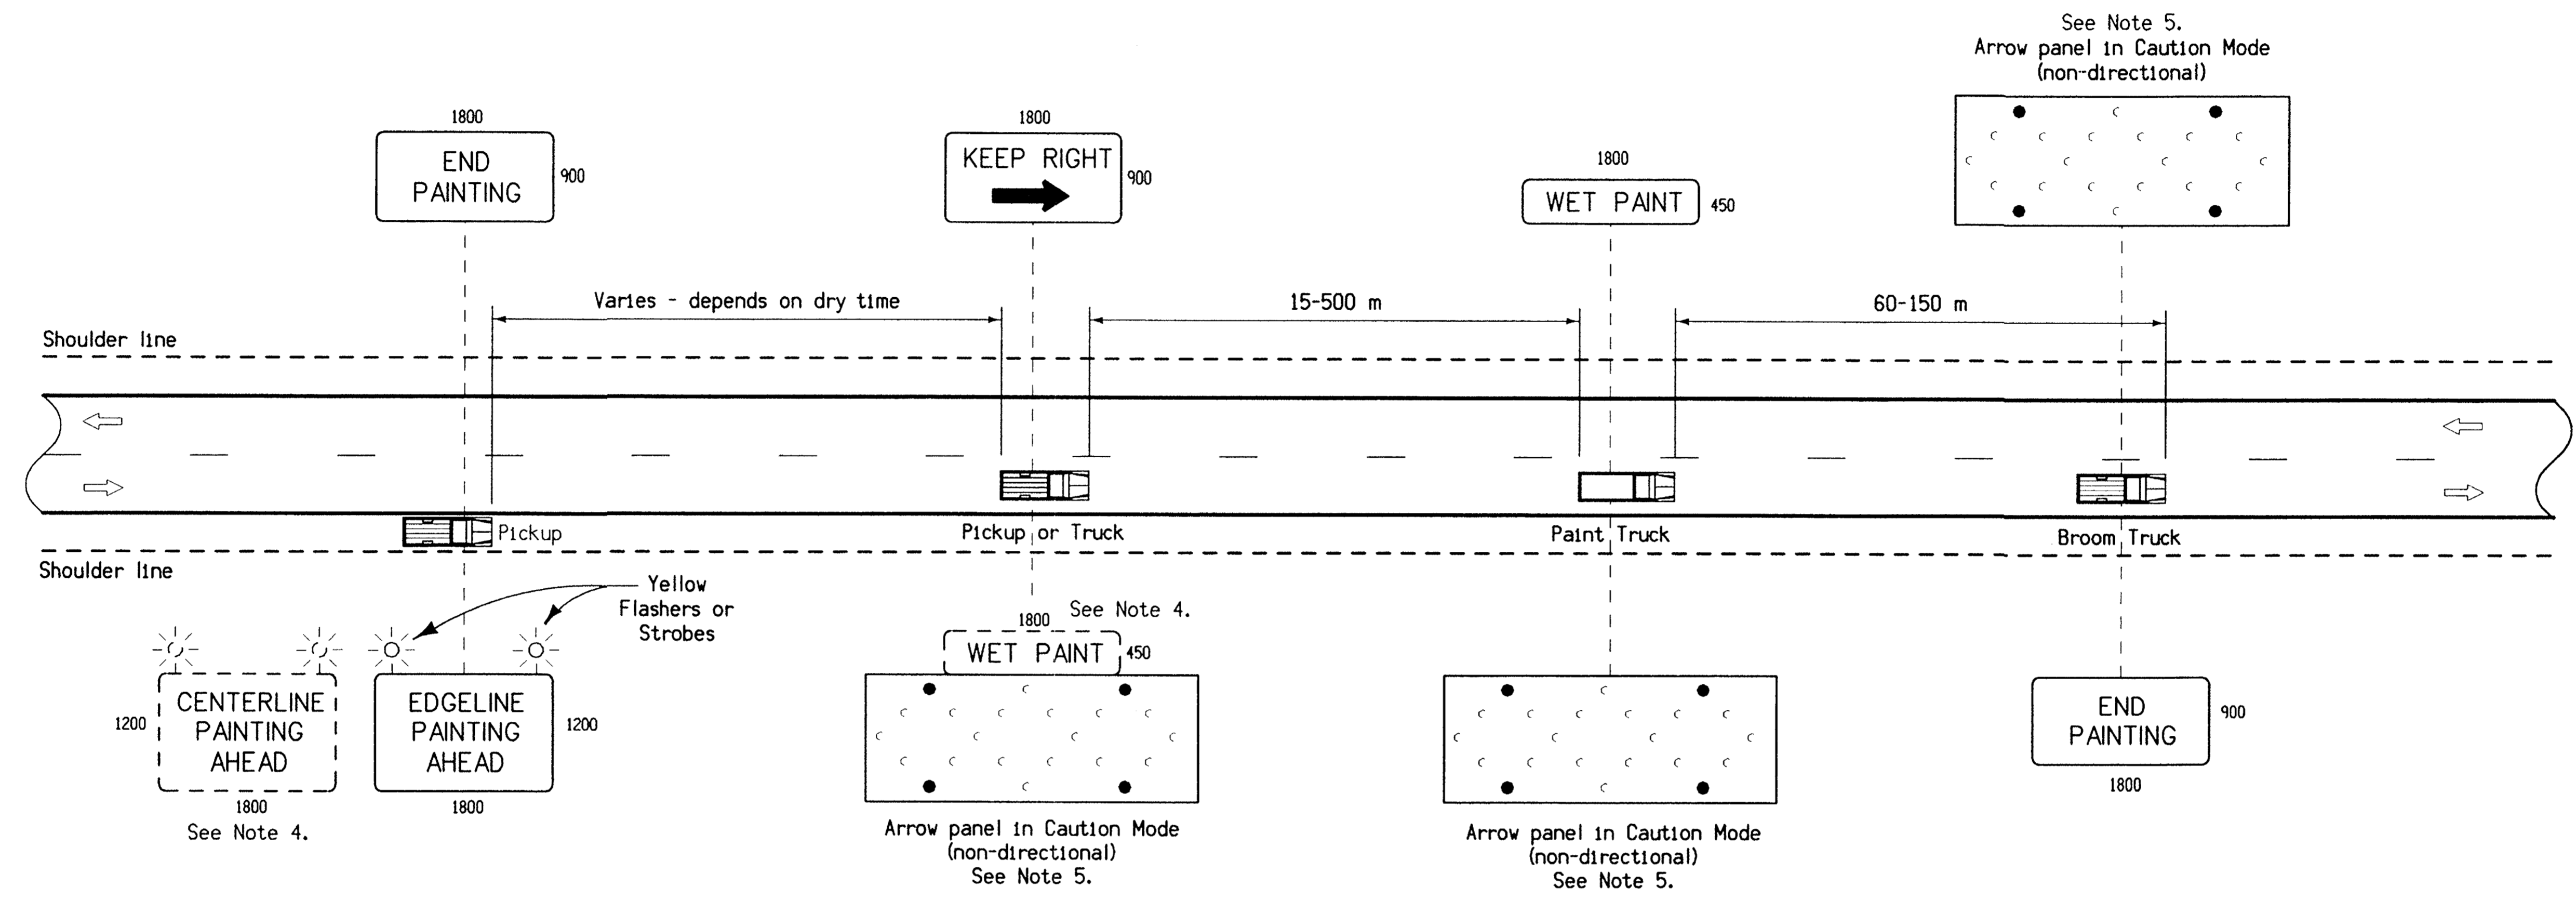 See Note 5.
Arrow panel in Caution Mode
(non-directional)
1800
END
PAINTING
900
1800
KEEP RIGHT
900
1800
WET PAINT
450
Varies - depends on dry time
15-500 m
60-150 m
Shoulder line
Pickup
Pickup or Truck
Paint Truck
Broom Truck
Shoulder line
Yellow
Flashers or
Strobes
CENTERLINE
PAINTING
AHEAD
1200
1800
See Note 4.
EDGELINE
PAINTING
AHEAD
1200
1800
See Note 4.
1800
WET PAINT
450
Arrow panel in Caution Mode
(non-directional)
See Note 5.
Arrow panel in Caution Mode
(non-directional)
See Note 5.
END
PAINTING
900
1800